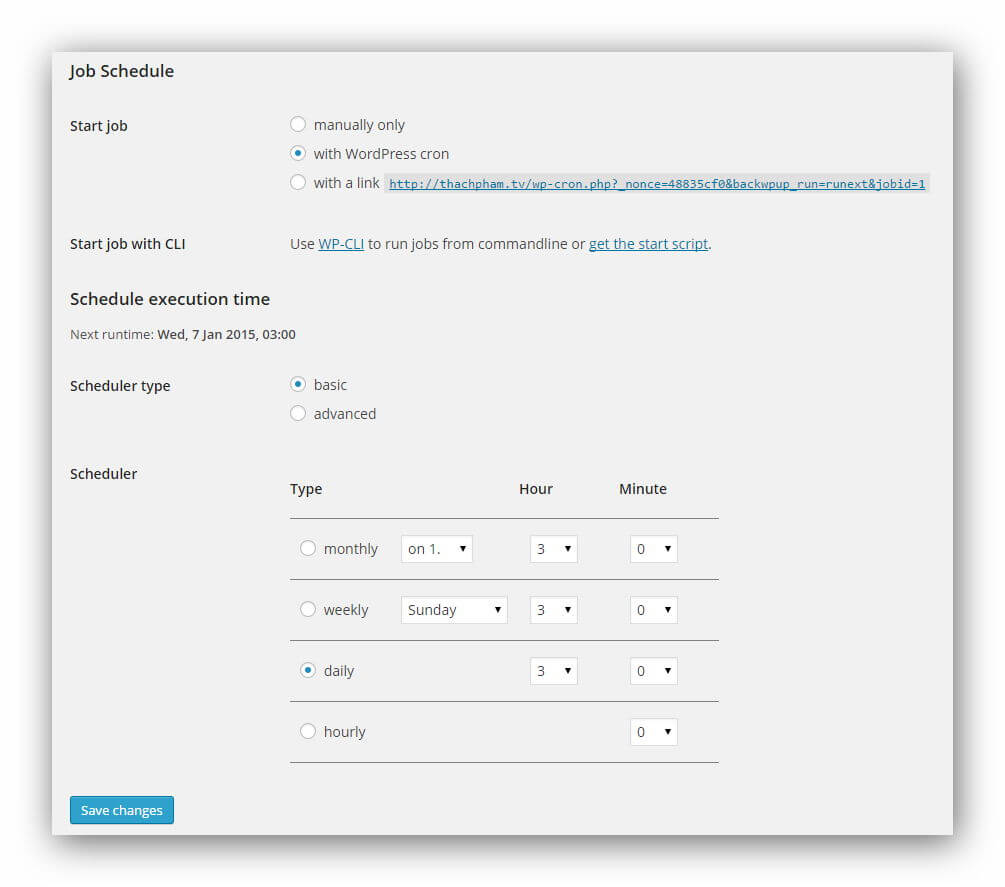 Job Schedule
Start job
manually only
with WordPress cron
with a link http://thachpham.tv/wp-cron.php?_nonce=48835cf0&backwpup_run=runext&jobid=1
Start job with CLI Use WP-CLI to run jobs from commandline or get the start script.
Schedule execution time
Next runtime: Wed, 7 Jan 2015, 03:00
Scheduler type
basic
advanced
Scheduler
Type Hour Minute
monthly on 1. 3 0
weekly Sunday 3 0
daily 3 0
hourly 0
Save changes